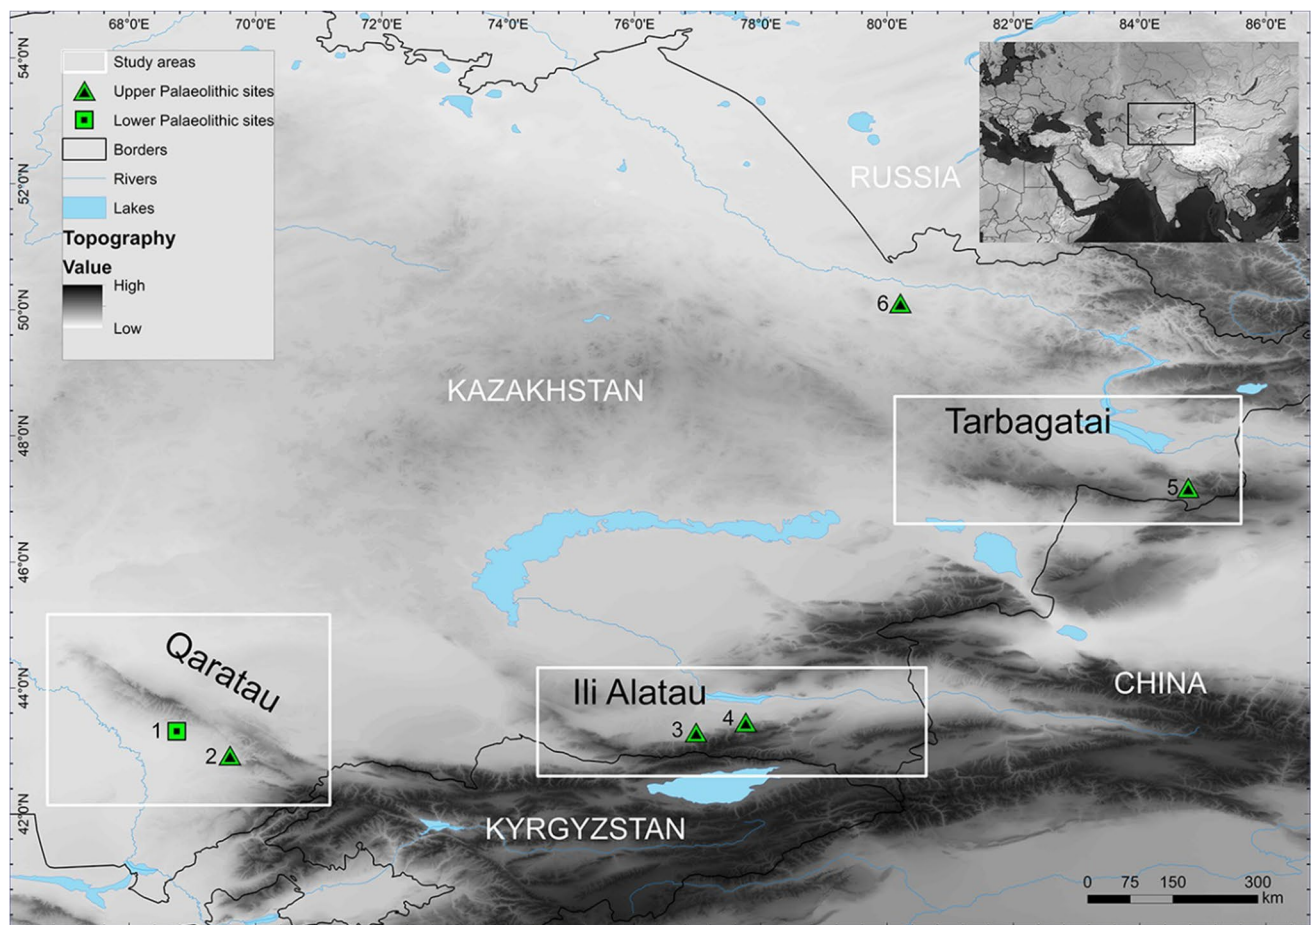 68°0'E 70°0'E 72°0'E 74°0'E 76°0'E 78°0'E 80°0'E 82°0'E 84°0'E 86°0'E
54°0'N
52°0'N
50°0'N
48°0'N
46°0'N
44°0'N
42°0'N
Study areas
Upper Palaeolithic sites
Lower Palaeolithic sites
Borders
Rivers
Lakes
Topography
Value
High
Low
RUSSIA
6
KAZAKHSTAN
Tarbagatai
5
Qaratau
1
2
Ili Alatau
3
4
CHINA
KYRGYZSTAN
0 75 150 300
km